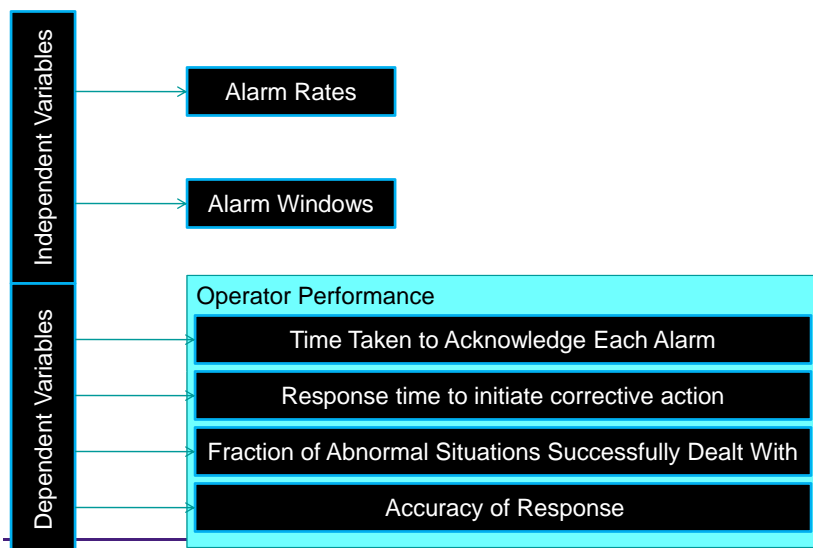 Independent Variables
Alarm Rates
Alarm Windows
Dependent Variables
Operator Performance
Time Taken to Acknowledge Each Alarm
Response time to initiate corrective action
Fraction of Abnormal Situations Successfully Dealt With
Accuracy of Response